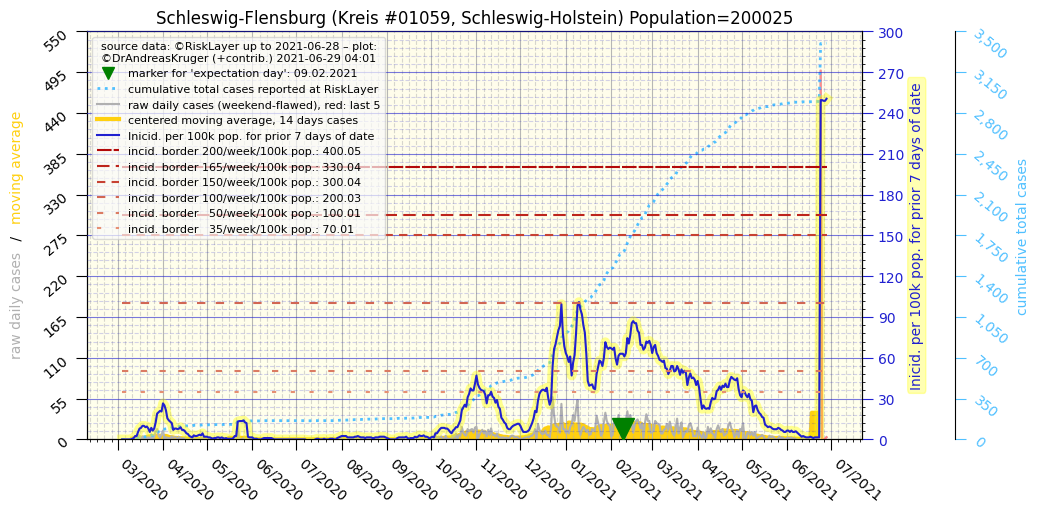 Schleswig-Flensburg (Kreis #01059, Schleswig-Holstein) Population=200025
source data: ©RiskLayer up to 2021-06-28 – plot:
©DrAndreasKruger (+contrib.) 2021-06-29 04:01
marker for 'expectation day': 09.02.2021
cumulative total cases reported at RiskLayer
raw daily cases (weekend-flawed), red: last 5
centered moving average, 14 days cases
Inicid. per 100k pop. for prior 7 days of date
incid. border 200/week/100k pop.: 400.05
incid. border 165/week/100k pop.: 330.04
incid. border 150/week/100k pop.: 300.04
incid. border 100/week/100k pop.: 200.03
incid. border   50/week/100k pop.: 100.01
incid. border   35/week/100k pop.: 70.01
raw daily cases / moving average
550
495
440
385
330
275
220
165
110
55
0
300
270
240
210
180
150
120
90
60
30
0
Inicid. per 100k pop. for prior 7 days of date
3,500
3,150
2,800
2,450
2,100
1,750
1,400
1,050
700
350
0
cumulative total cases
03/2020
04/2020
05/2020
06/2020
07/2020
08/2020
09/2020
10/2020
11/2020
12/2020
01/2021
02/2021
03/2021
04/2021
05/2021
06/2021
07/2021